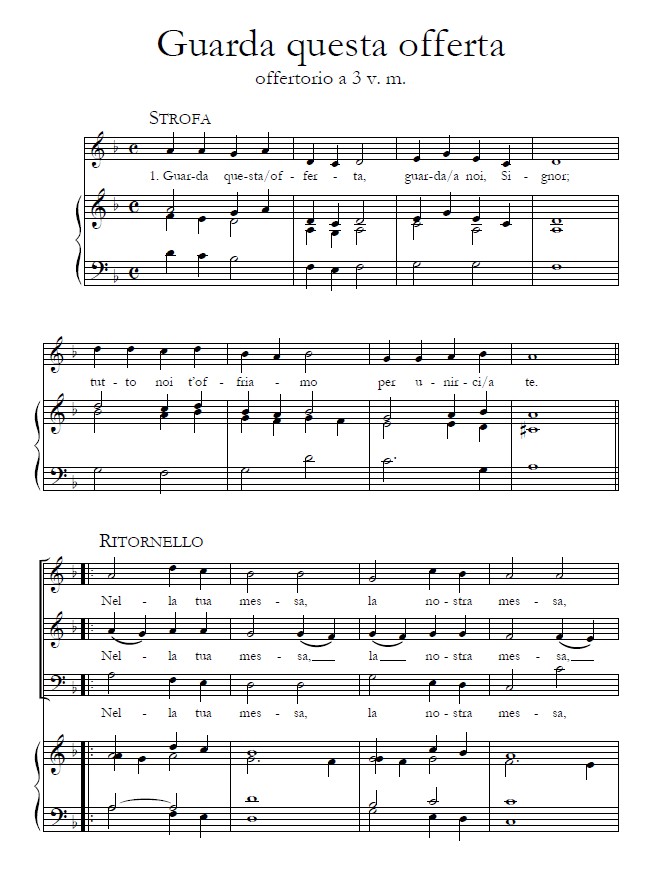 Guarda questa offerta
offertorio a 3 v. m.
STROFA
1. Guar-da que-sta/of - fer - ta, guar-da/a noi, Si - gnor;
tut - to noi t'of - fria - mo per u - nir - ci/a te.
RITORNELLO
Nel - la tua mes - sa, la no - stra mes - sa,
Nel - la tua mes - sa,___ la___ no - stra mes - sa,___
Nel - la tua mes - sa, la no - stra mes - sa,